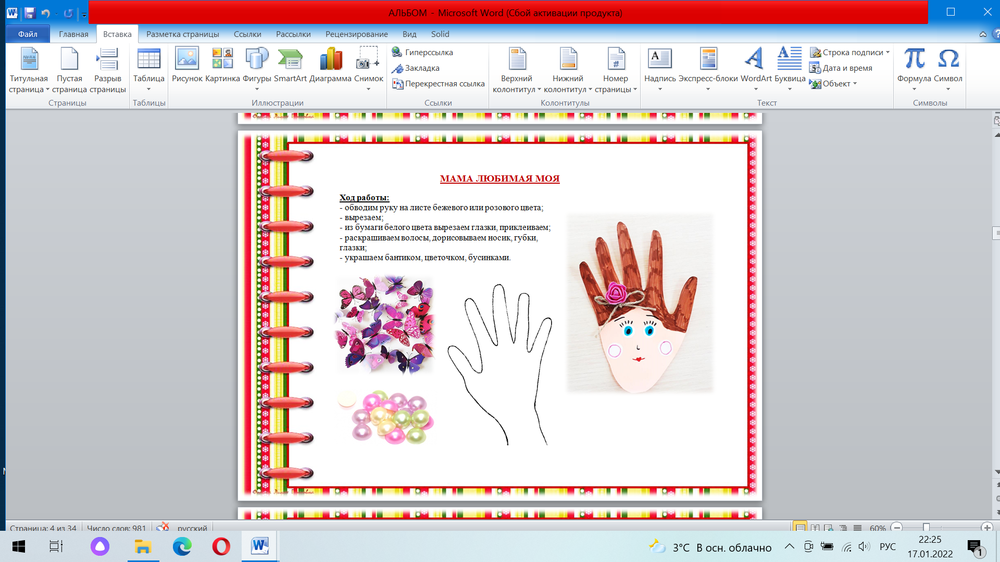 АЛЬБОМ - Microsoft Word (Сбой активации продукта)
Файл Главная Вставка Разметка страницы Ссылки Рассылки Рецензирование Вид Solid
Титульная страница
Пустая страница
Разрыв страницы
Таблица
Рисунок
Картинка
Фигуры
SmartArt
Диаграмма
Снимок
Гиперссылка
Закладка
Перекрестная ссылка
Верхний колонтитул
Нижний колонтитул
Номер страницы
Надпись
Экспресс-блоки
WordArt
Буквица
Строка подписи
Дата и время
Объект
Формула
Символ
Страницы Таблицы Иллюстрации Ссылки Колонтитулы Текст Символы
МАМА ЛЮБИМАЯ МОЯ
Ход работы:
- обводим руку на листе бежевого или розового цвета;
- вырезаем;
- из бумаги белого цвета вырезаем глазки, приклеиваем;
- раскрашиваем волосы, дорисовываем носик, губки,
глазки;
- украшаем бантиком, цветочком, бусинками.
Страница: 4 из 34 Число слов: 981 русский 60%
3°C В осн. облачно РУС 22:25
17.01.2022 1